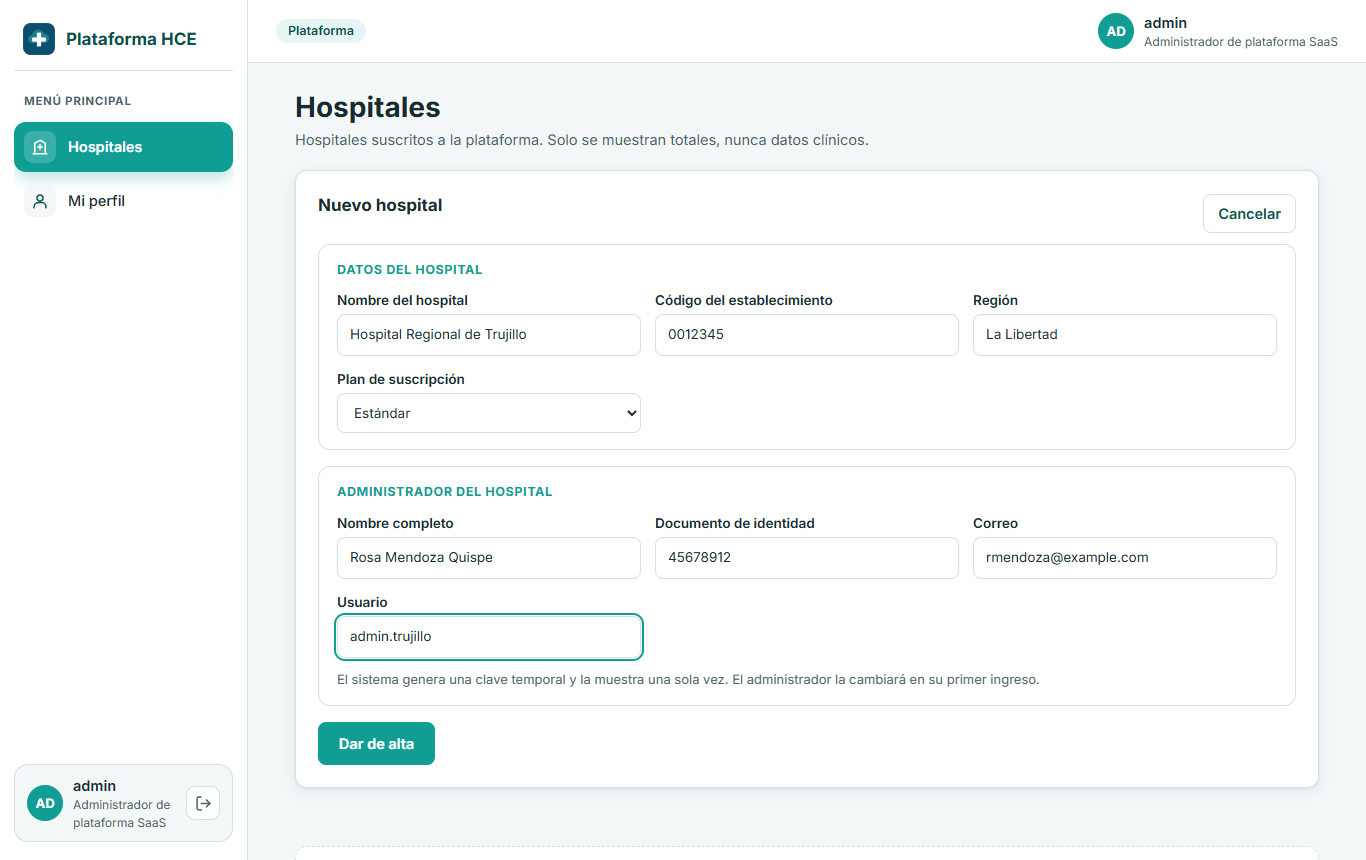 Plataforma HCE
MENÚ PRINCIPAL
Hospitales
Mi perfil
AD
admin
Administrador de
plataforma SaaS
Plataforma
AD
admin
Administrador de plataforma SaaS
Hospitales
Hospitales suscritos a la plataforma. Solo se muestran totales, nunca datos clínicos.
Nuevo hospital
Cancelar
DATOS DEL HOSPITAL
Nombre del hospital
Código del establecimiento
Región
Hospital Regional de Trujillo
0012345
La Libertad
Plan de suscripción
Estándar
ADMINISTRADOR DEL HOSPITAL
Nombre completo
Documento de identidad
Correo
Rosa Mendoza Quispe
45678912
rmendoza@example.com
Usuario
admin.trujillo
El sistema genera una clave temporal y la muestra una sola vez. El administrador la cambiará en su primer ingreso.
Dar de alta